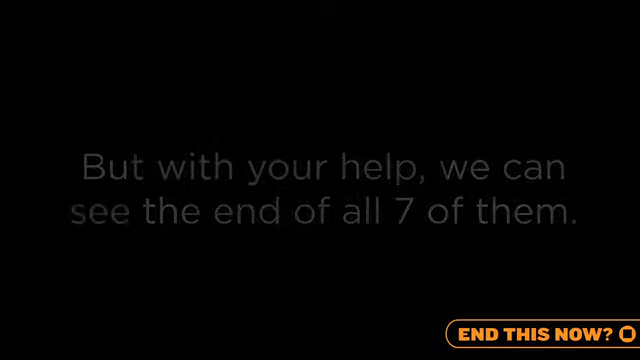 But with your help, we can
see the end of all 7 of them.
END THIS NOW?